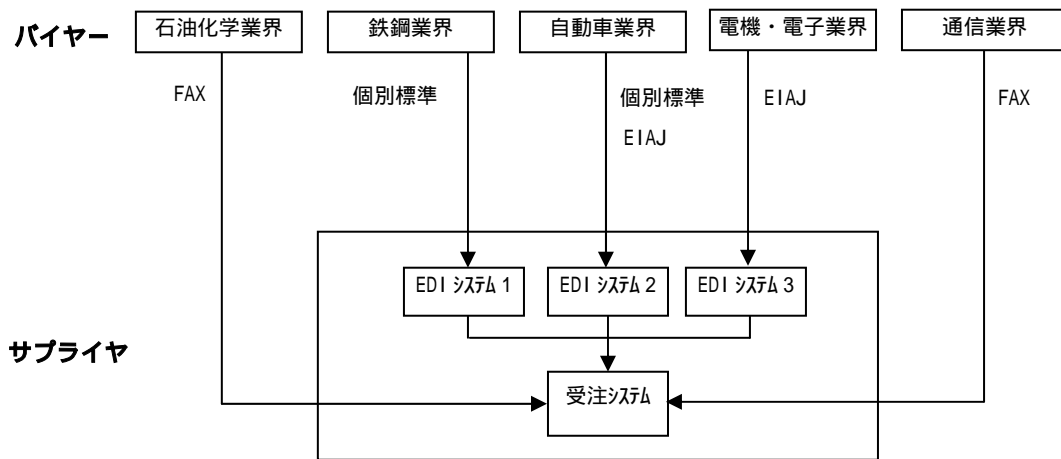 バイヤー
石油化学業界
鉄鋼業界
自動車業界
電機・電子業界
通信業界
FAX
個別標準
個別標準
EIAJ
EIAJ
FAX
EDI ｼｽﾃﾑ 1
EDI ｼｽﾃﾑ 2
EDI ｼｽﾃﾑ 3
サプライヤ
受注ｼｽﾃﾑ